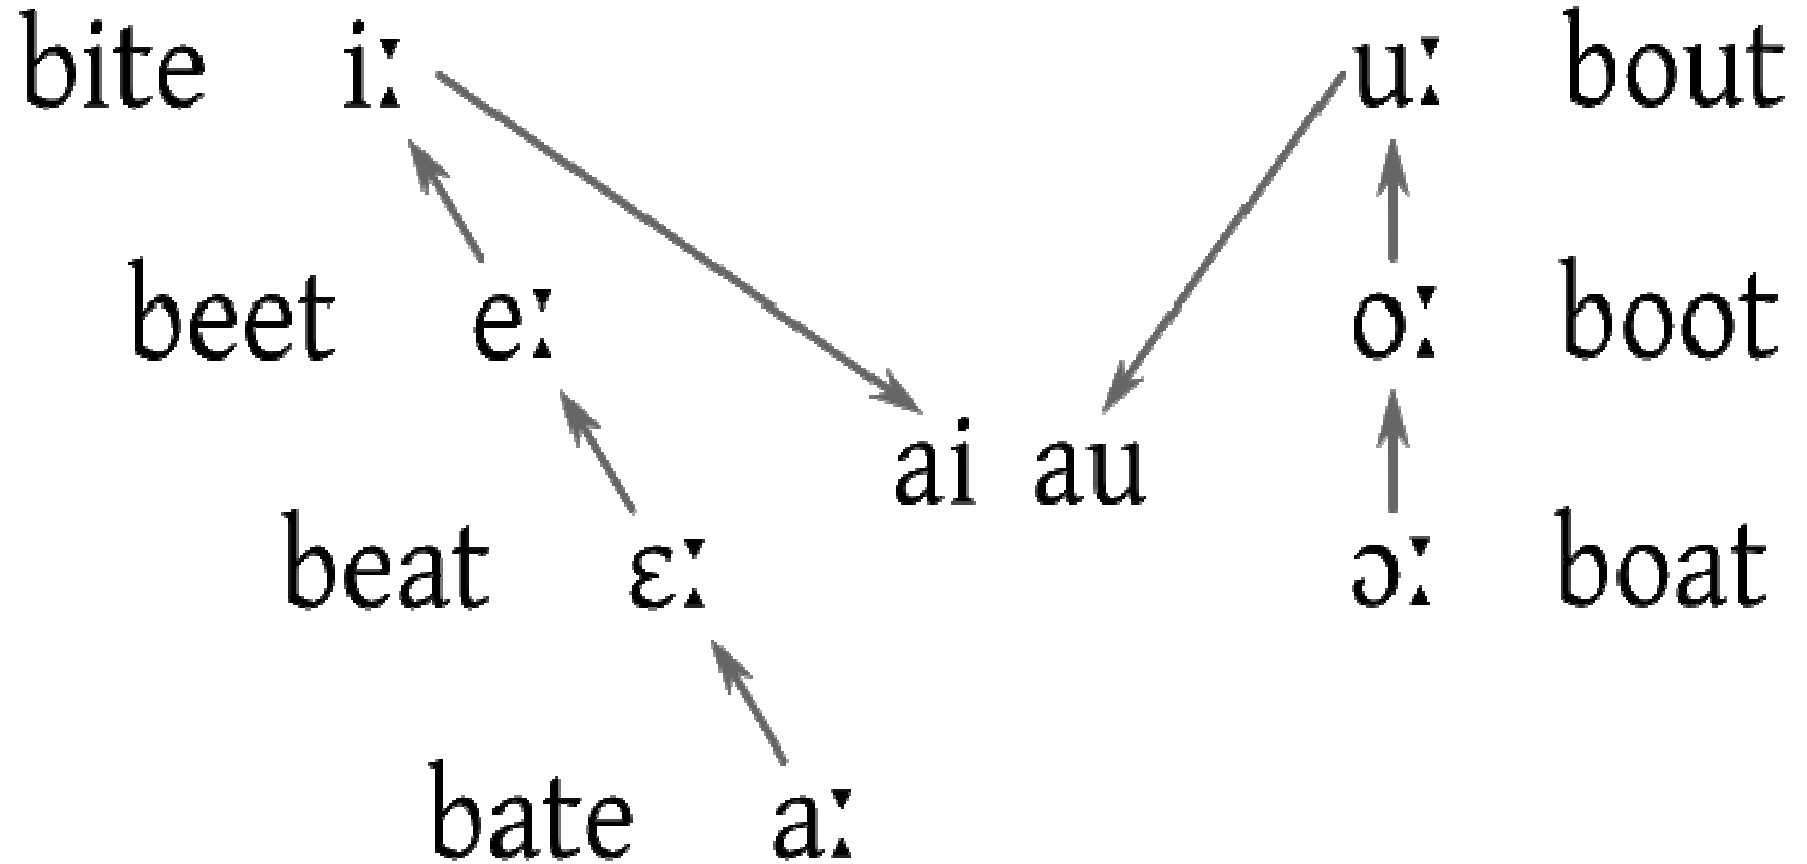 bite iː uː bout
beet eː oː boot
ai au
beat ɛː ɔː boat
bate aː